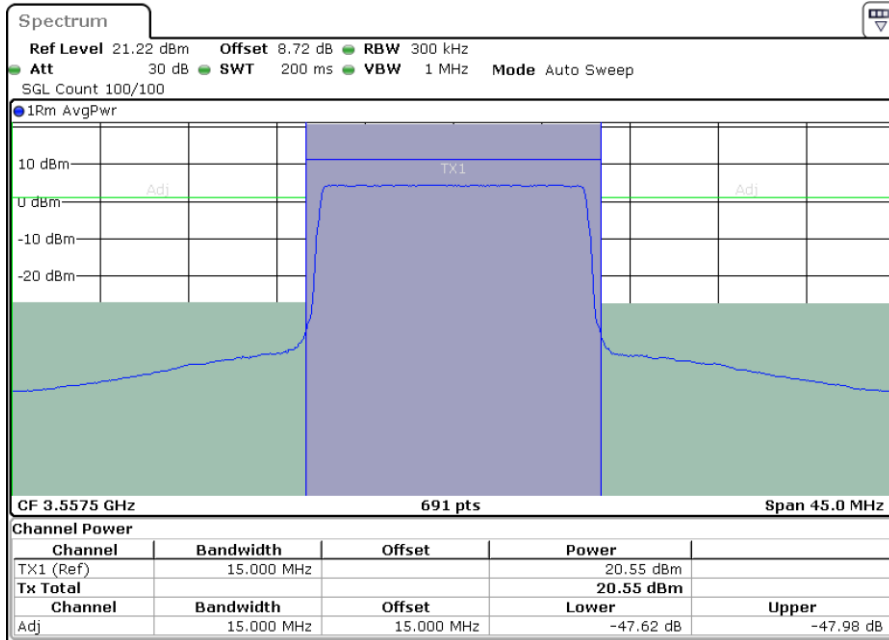 Spectrum
Ref Level 21.22 dBm Offset 8.72 dB RBW 300 kHz
Att 30 dB SWT 200 ms VBW 1 MHz Mode Auto Sweep
SGL Count 100/100
1Rm AvgPwr
10 dBm
TX1
Adj Adj
0 dBm
-10 dBm
-20 dBm
CF 3.5575 GHz 691 pts Span 45.0 MHz
Channel Power
Channel Bandwidth Offset Power
TX1 (Ref) 15.000 MHz 20.55 dBm
Tx Total 20.55 dBm
Channel Bandwidth Offset Lower Upper
Adj 15.000 MHz 15.000 MHz -47.62 dB -47.98 dB